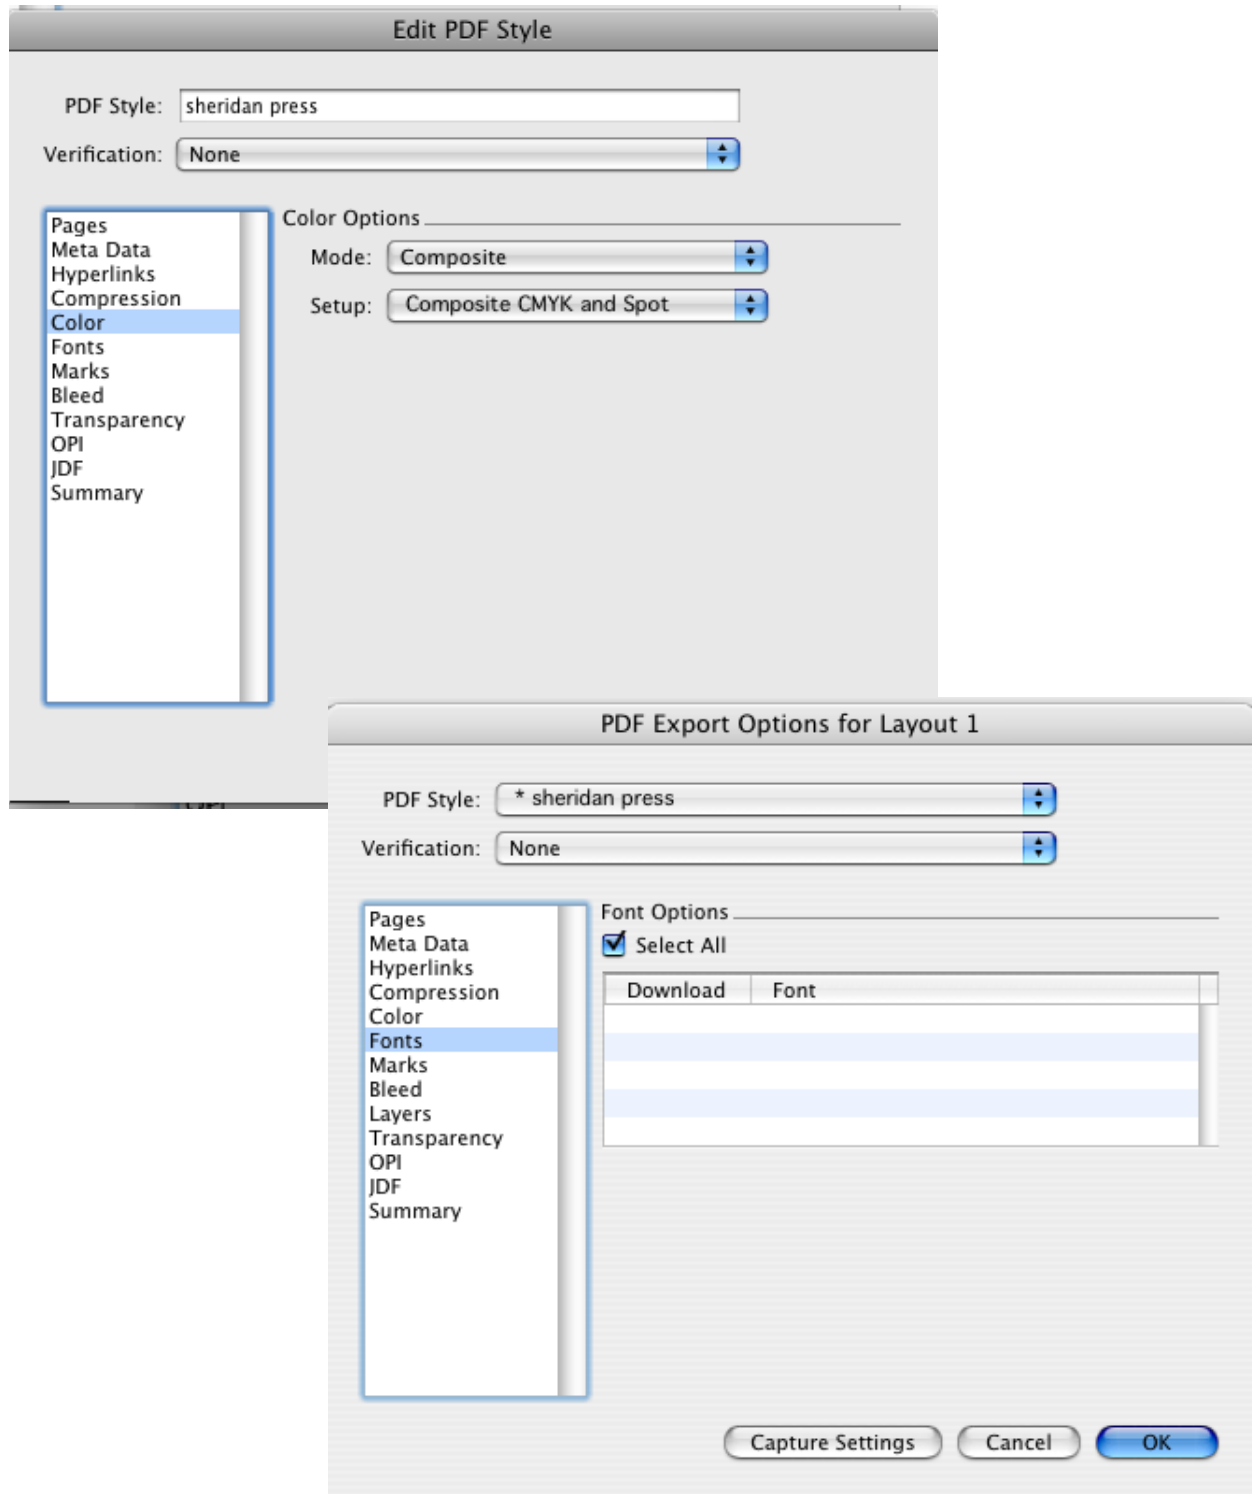 Edit PDF Style
PDF Style: sheridan press
Verification: None
Pages
Meta Data
Hyperlinks
Compression
Color
Fonts
Marks
Bleed
Transparency
OPI
JDF
Summary
Color Options
Mode: Composite
Setup: Composite CMYK and Spot
PDF Export Options for Layout 1
PDF Style: * sheridan press
Verification: None
Pages
Meta Data
Hyperlinks
Compression
Color
Fonts
Marks
Bleed
Layers
Transparency
OPI
JDF
Summary
Font Options
Select All
Download Font
Capture Settings Cancel OK